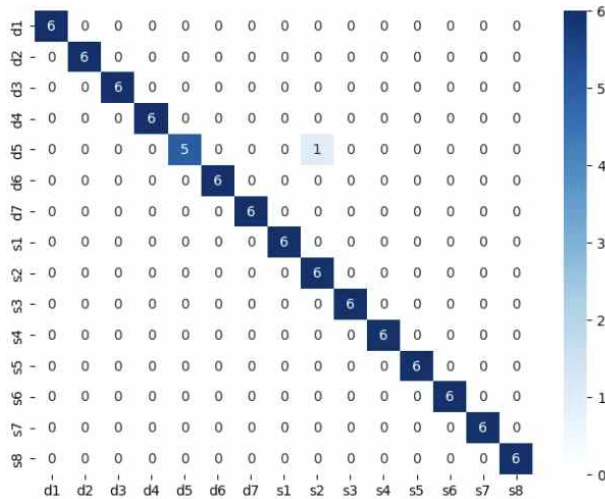 d1 6 0 0 0 0 0 0 0 0 0 0 0 0 0 0 6
d2 0 6 0 0 0 0 0 0 0 0 0 0 0 0 0
d3 0 0 6 0 0 0 0 0 0 0 0 0 0 0 0 5
d4 0 0 0 6 0 0 0 0 0 0 0 0 0 0 0
d5 0 0 0 0 5 0 0 0 1 0 0 0 0 0 0 4
d6 0 0 0 0 0 6 0 0 0 0 0 0 0 0 0
d7 0 0 0 0 0 0 6 0 0 0 0 0 0 0 0
s1 0 0 0 0 0 0 0 6 0 0 0 0 0 0 0 3
s2 0 0 0 0 0 0 0 0 6 0 0 0 0 0 0
s3 0 0 0 0 0 0 0 0 0 6 0 0 0 0 0 2
s4 0 0 0 0 0 0 0 0 0 0 6 0 0 0 0
s5 0 0 0 0 0 0 0 0 0 0 0 6 0 0 0
s6 0 0 0 0 0 0 0 0 0 0 0 0 6 0 0 1
s7 0 0 0 0 0 0 0 0 0 0 0 0 0 6 0
s8 0 0 0 0 0 0 0 0 0 0 0 0 0 0 6 0
d1 d2 d3 d4 d5 d6 d7 s1 s2 s3 s4 s5 s6 s7 s8